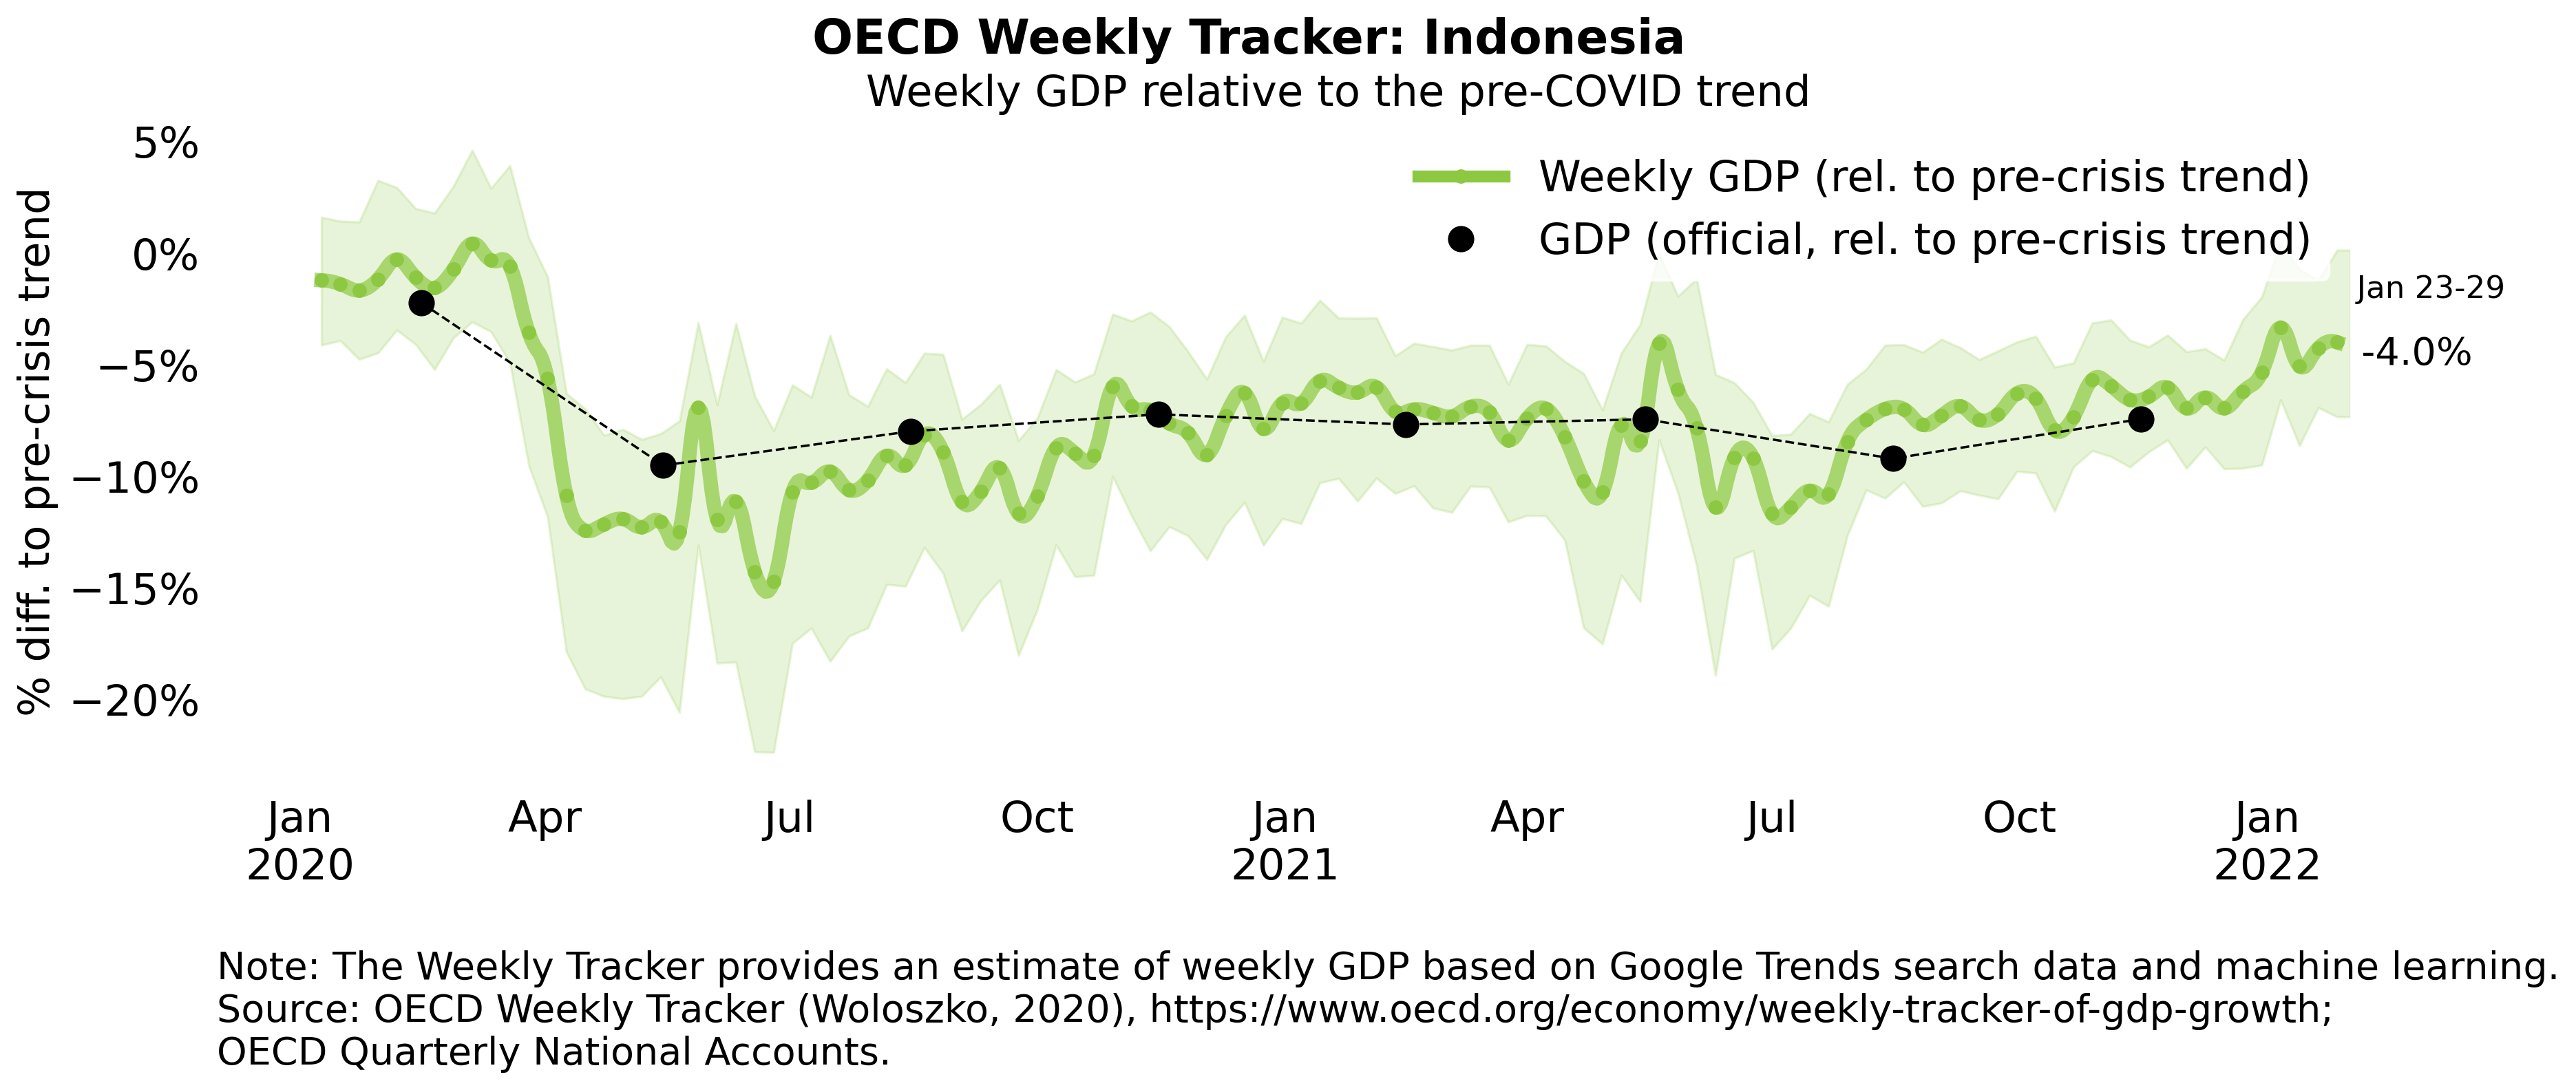 OECD Weekly Tracker: Indonesia
Weekly GDP relative to the pre-COVID trend
% diff. to pre-crisis trend
5%
0%
−5%
−10%
−15%
−20%
Weekly GDP (rel. to pre-crisis trend)
GDP (official, rel. to pre-crisis trend)
Jan 23-29
-4.0%
Jan Apr Jul Oct Jan Apr Jul Oct Jan
2020 2021 2022
Note: The Weekly Tracker provides an estimate of weekly GDP based on Google Trends search data and machine learning.
Source: OECD Weekly Tracker (Woloszko, 2020), https://www.oecd.org/economy/weekly-tracker-of-gdp-growth;
OECD Quarterly National Accounts.